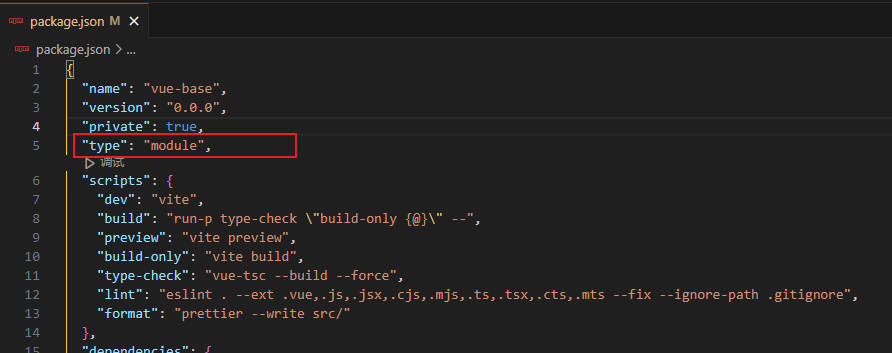 package.json M
package.json > ...
1 {
2 "name": "vue-base",
3 "version": "0.0.0",
4 "private": true,
5 "type": "module",
调试
6 "scripts": {
7 "dev": "vite",
8 "build": "run-p type-check \"build-only {@}\" --",
9 "preview": "vite preview",
10 "build-only": "vite build",
11 "type-check": "vue-tsc --build --force",
12 "lint": "eslint . --ext .vue,.js,.jsx,.cjs,.mjs,.ts,.tsx,.cts,.mts --fix --ignore-path .gitignore",
13 "format": "prettier --write src/"
14 },
15 "dependencies": {